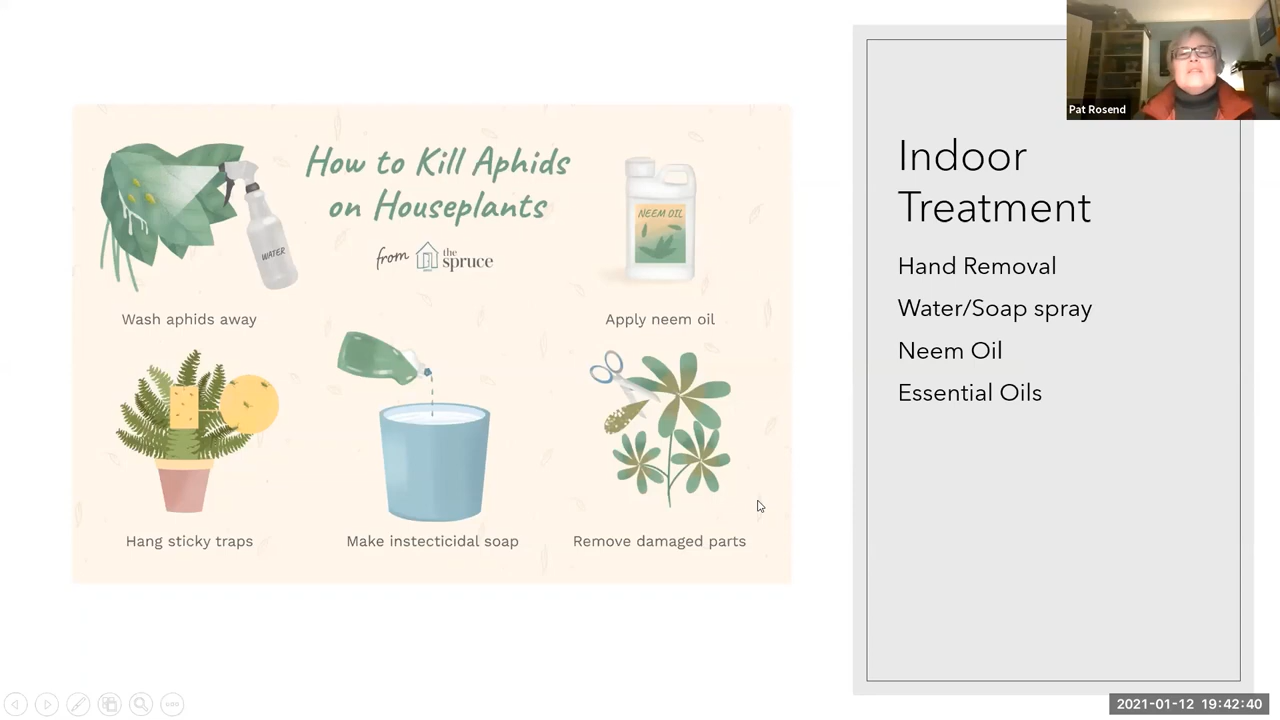 How to Kill Aphids
on Houseplants
from the spruce
WATER
NEEM OIL
Wash aphids away
Apply neem oil
Hang sticky traps
Make instecticidal soap
Remove damaged parts
Indoor
Treatment
Hand Removal
Water/Soap spray
Neem Oil
Essential Oils
Pat Rosend
2021-01-12 19:42:40